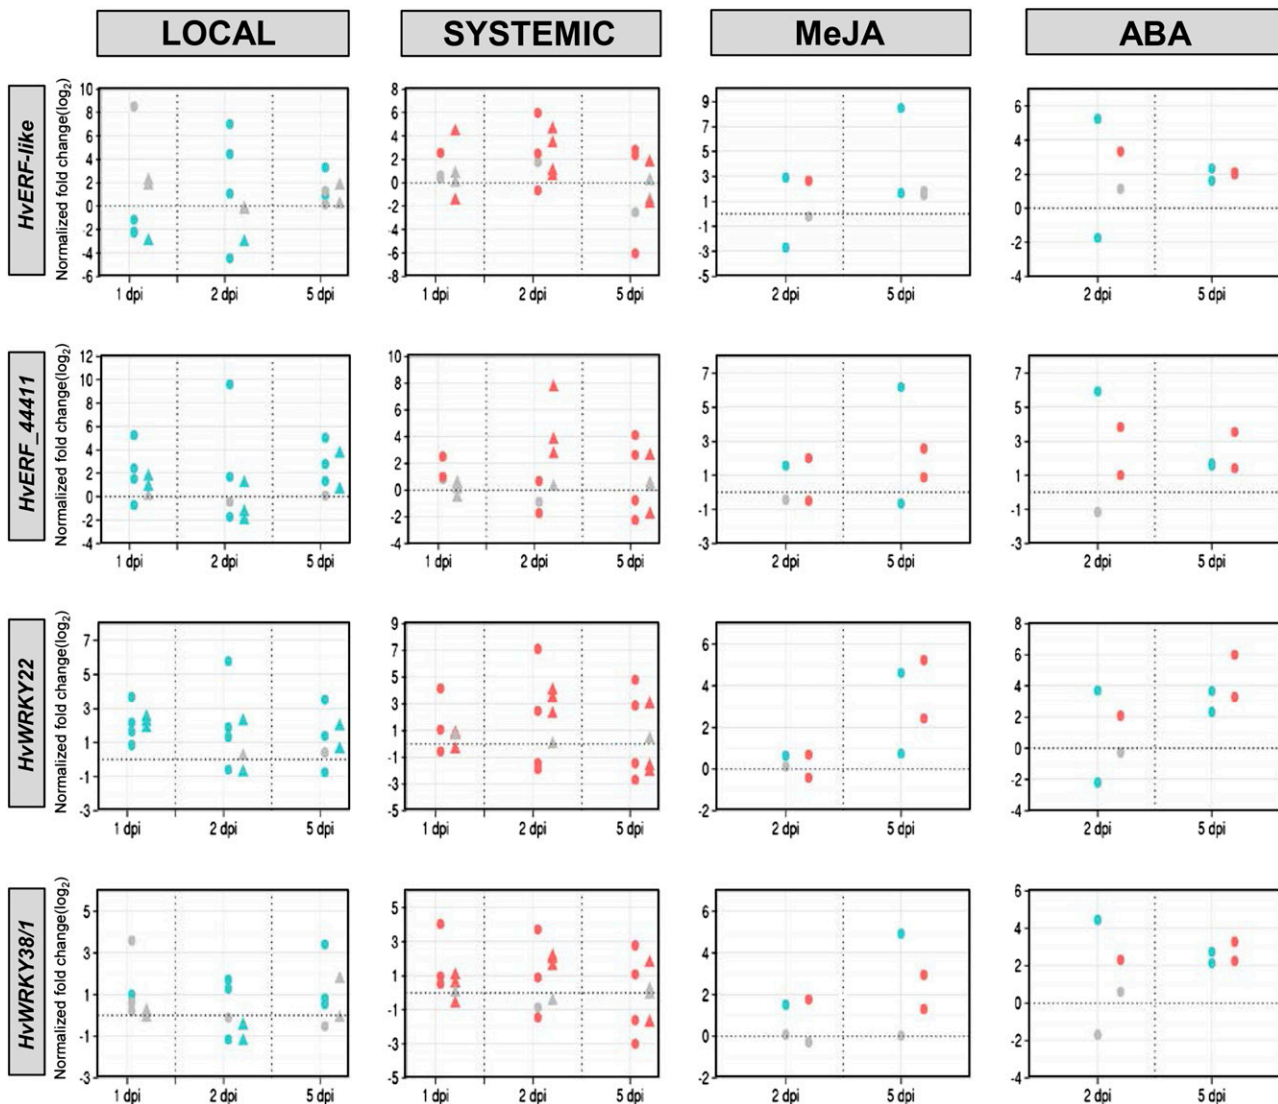 LOCAL SYSTEMIC MeJA ABA
HvERF-like
Normalized fold change(log2)
10 8 6 4 2 0 -2 -4 -6
1 dpi 2 dpi 5 dpi
8 6 4 2 0 -2 -4 -6 -8
1 dpi 2 dpi 5 dpi
9 7 5 3 1 -1 -3 -5
2 dpi 5 dpi
6 4 2 0 -2 -4
2 dpi 5 dpi
HvERF_44411
Normalized fold change(log2)
12 10 8 6 4 2 0 -2 -4
1 dpi 2 dpi 5 dpi
10 8 6 4 2 0 -2 -4
1 dpi 2 dpi 5 dpi
7 5 3 1 -1 -3
2 dpi 5 dpi
7 5 3 1 -1 -3
2 dpi 5 dpi
HvWRKY22
Normalized fold change(log2)
7 5 3 1 -1 -3
1 dpi 2 dpi 5 dpi
9 7 5 3 1 -1 -3 -5
1 dpi 2 dpi 5 dpi
6 4 2 0 -2
2 dpi 5 dpi
8 6 4 2 0 -2 -4
2 dpi 5 dpi
HvWRKY38/1
Normalized fold change(log2)
5 3 1 -1 -3
1 dpi 2 dpi 5 dpi
5 3 1 -1 -3 -5
1 dpi 2 dpi 5 dpi
6 4 2 0 -2
2 dpi 5 dpi
6 4 2 0 -2 -4
2 dpi 5 dpi